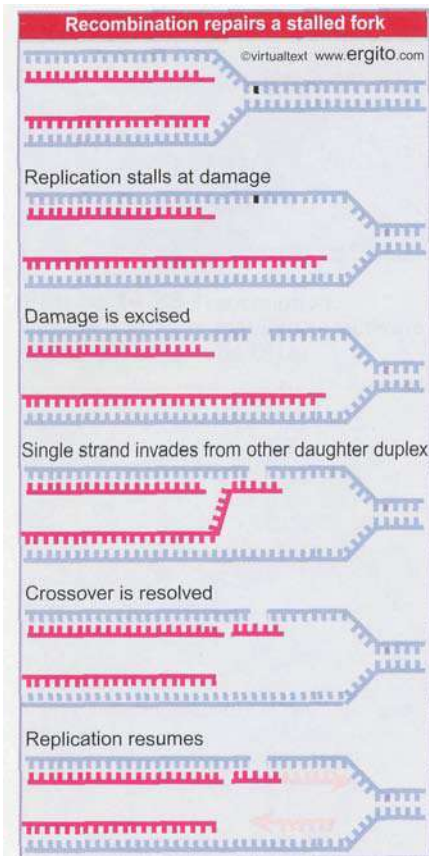 Recombination repairs a stalled fork
©virtualtext www.ergito.com
Replication stalls at damage
Damage is excised
Single strand invades from other daughter duplex
Crossover is resolved
Replication resumes